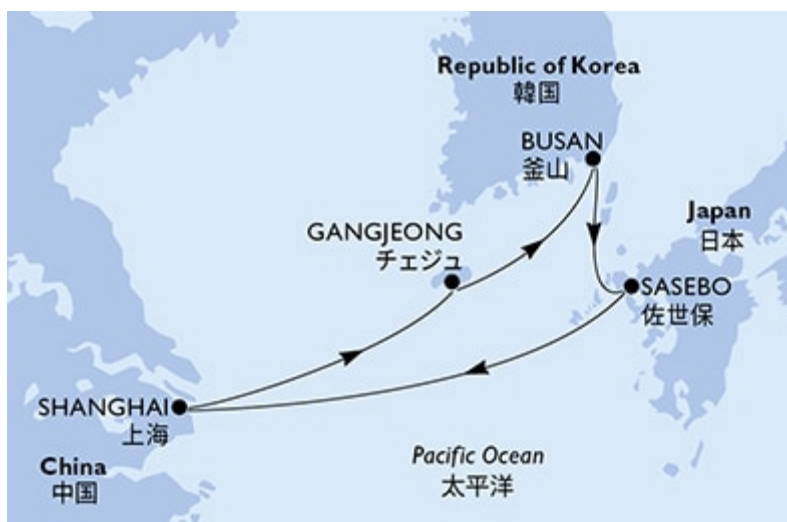 Republic of Korea
韓国
BUSAN
釜山
Japan
日本
GANGJEONG
チェジュ
SASEBO
佐世保
SHANGHAI
上海
Pacific Ocean
太平洋
China
中国